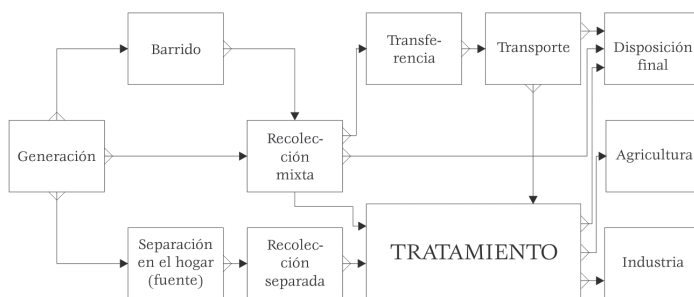 Barrido
Transfe-
rencia
Transporte
Disposición
final
Generación
Recolec-
ción
mixta
Agricultura
Separación
en el hogar
(fuente)
Recolec-
ción
separada
TRATAMIENTO
Industria